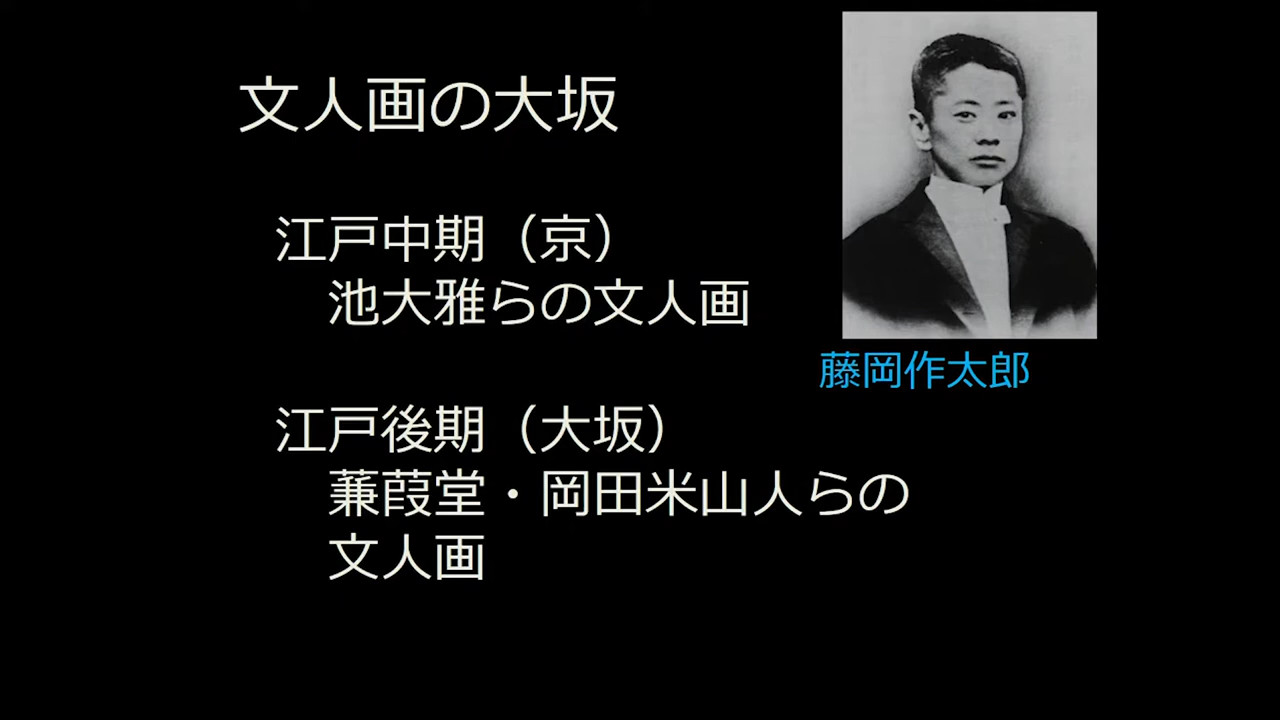 文人画の大坂
江戸中期（京）
池大雅らの文人画
藤岡作太郎
江戸後期（大坂）
蒹葭堂・岡田米山人らの
文人画